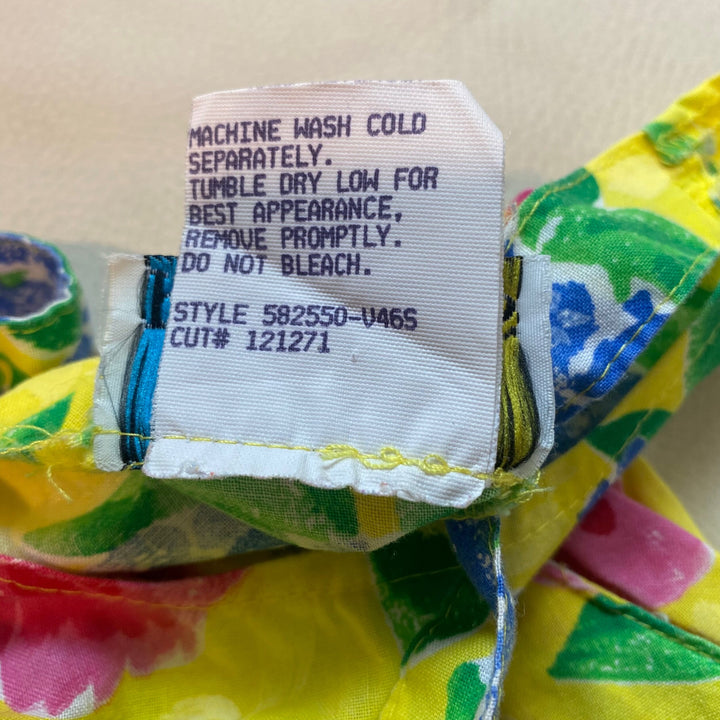 MACHINE WASH COLD
SEPARATELY.
TUMBLE DRY LOW FOR
BEST APPEARANCE,
REMOVE PROMPTLY.
DO NOT BLEACH.
STYLE 582550-V46S
CUT# 121271